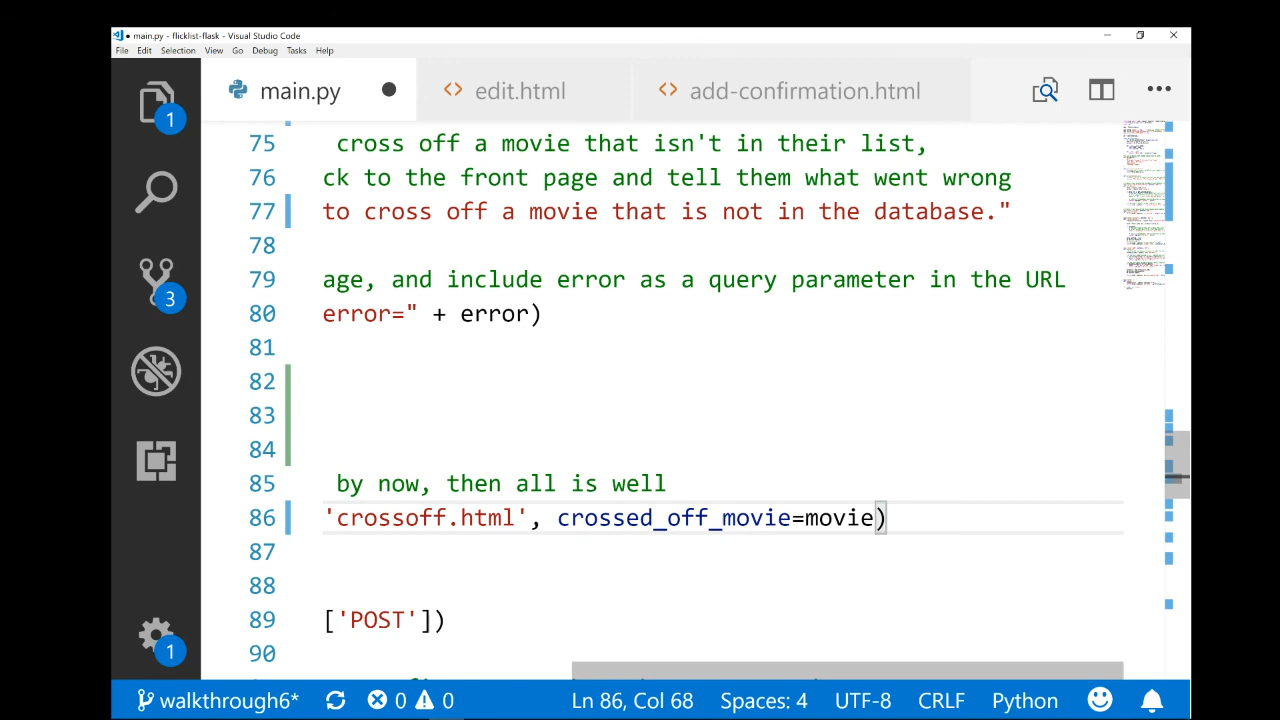 main.py - flicklist-flask - Visual Studio Code
File Edit Selection View Go Debug Tasks Help
main.py edit.html add-confirmation.html
75 cross off a movie that isn't in their list,
76 ck to the front page and tell them what went wrong
77 to cross off a movie that is not in the database."
78
79 age, and include error as a query parameter in the URL
80 error=" + error)
81
82
83
84
85 by now, then all is well
86 'crossoff.html', crossed_off_movie=movie)
87
88
89 ['POST'])
90
1
3
1
walkthrough6* 0 0 Ln 86, Col 68 Spaces: 4 UTF-8 CRLF Python